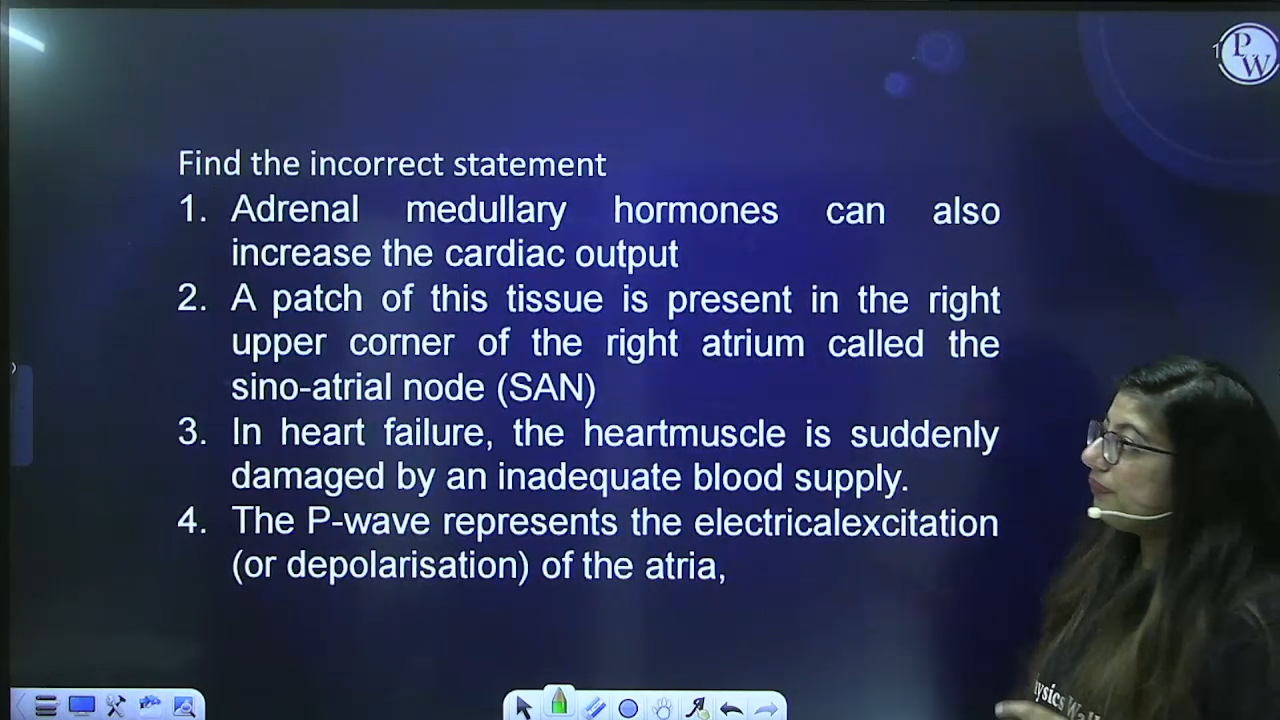 P
W
Find the incorrect statement
1. Adrenal medullary hormones can also
increase the cardiac output
2. A patch of this tissue is present in the right
upper corner of the right atrium called the
sino-atrial node (SAN)
3. In heart failure, the heartmuscle is suddenly
damaged by an inadequate blood supply.
4. The P-wave represents the electricalexcitation
(or depolarisation) of the atria,